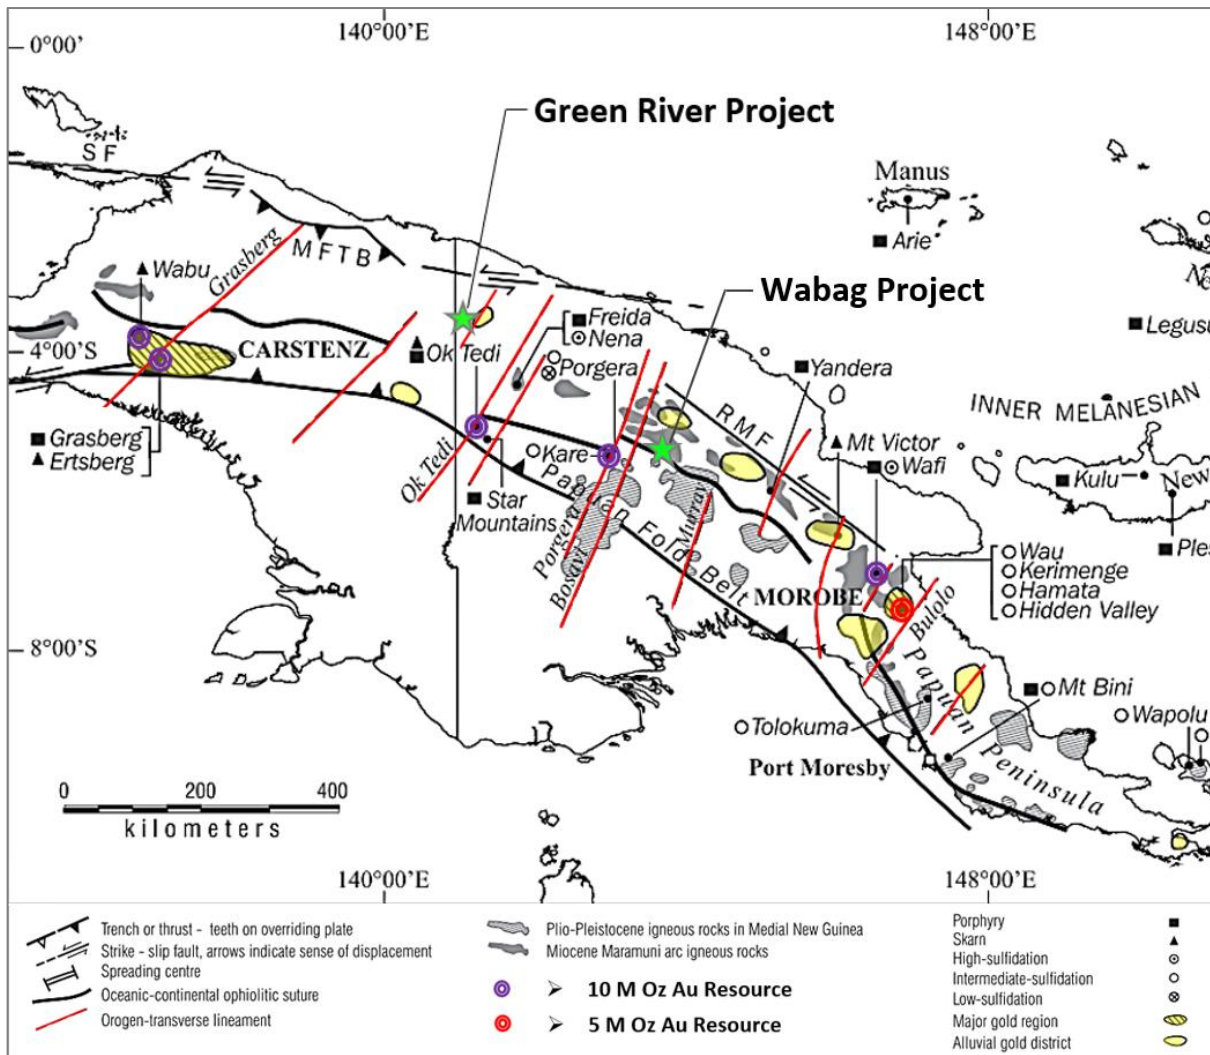 140°00'E
148°00'E
0°00'
Green River Project
SF
Manus
Arie
MFTB
Grasberg
Wabu
Wabag Project
Freida
Nena
Legusu
4°00'S
CARSTENZ
Ok Tedi
Porgera
Yandera
INNER MELANESIAN
RMF
Grasberg
Ertsberg
Ok Tedi
Kare
Mt Victor
Wafi
Kulu
New
Star
Mountains
Papuan Fold Belt
Porgera
Bosavi
Murray
Ples
Wau
Kerimenge
Hamata
Hidden Valley
MOROBE
Bulolo
8°00'S
Papuan Peninsula
Mt Bini
Tolokuma
Wapolu
Port Moresby
0 200 400
kilometers
140°00'E
148°00'E
Trench or thrust - teeth on overriding plate
Strike - slip fault, arrows indicate sense of displacement
Spreading centre
Oceanic-continental ophiolitic suture
Orogen-transverse lineament
Plio-Pleistocene igneous rocks in Medial New Guinea
Miocene Maramuni arc igneous rocks
➢ 10 M Oz Au Resource
➢ 5 M Oz Au Resource
Porphyry
Skarn
High-sulfidation
Intermediate-sulfidation
Low-sulfidation
Major gold region
Alluvial gold district